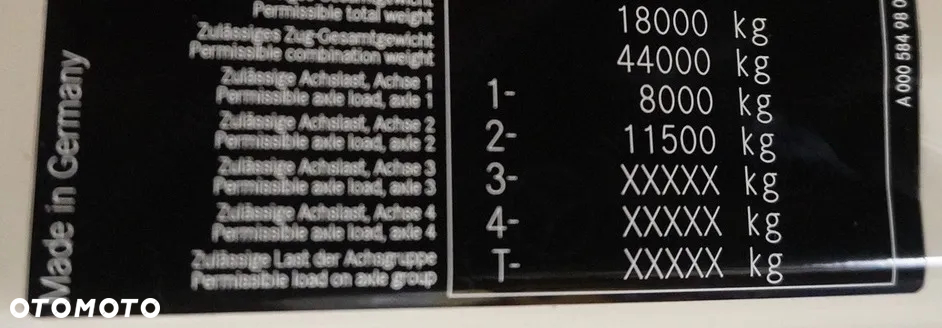 Permissible total weight
18000 kg
Zulässiges Zug-Gesamtgewicht
Permissible combination weight
44000 kg
Zulässige Achslast, Achse 1
Permissible axle load, axle 1
1- 8000 kg
Zulässige Achslast, Achse 2
Permissible axle load, axle 2
2- 11500 kg
Zulässige Achslast, Achse 3
Permissible axle load, axle 3
3- XXXXX kg
Zulässige Achslast, Achse 4
Permissible axle load, axle 4
4- XXXXX kg
Zulässige Last der Achsgruppe
Permissible load on axle group
T- XXXXX kg
Made in Germany
A 000 584 98 0
OTOMOTO